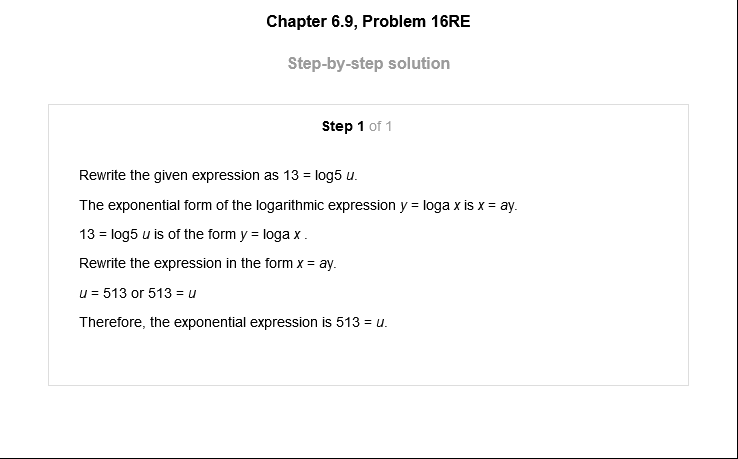 Chapter 6.9, Problem 16RE
Step-by-step solution
Step 1 of 1
Rewrite the given expression as 13 = log5 u.
The exponential form of the logarithmic expression y = loga x is x = ay.
13 = log5 u is of the form y = loga x .
Rewrite the expression in the form x = ay.
u = 513 or 513 = u
Therefore, the exponential expression is 513 = u.